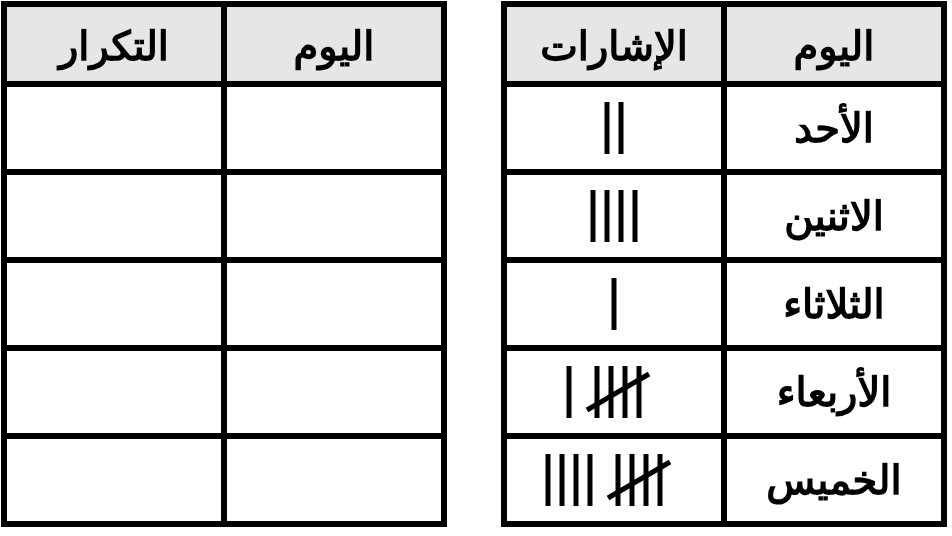 اليوم الإشارات
الأحد
الاثنين
الثلاثاء
الأربعاء
الخميس
اليوم التكرار